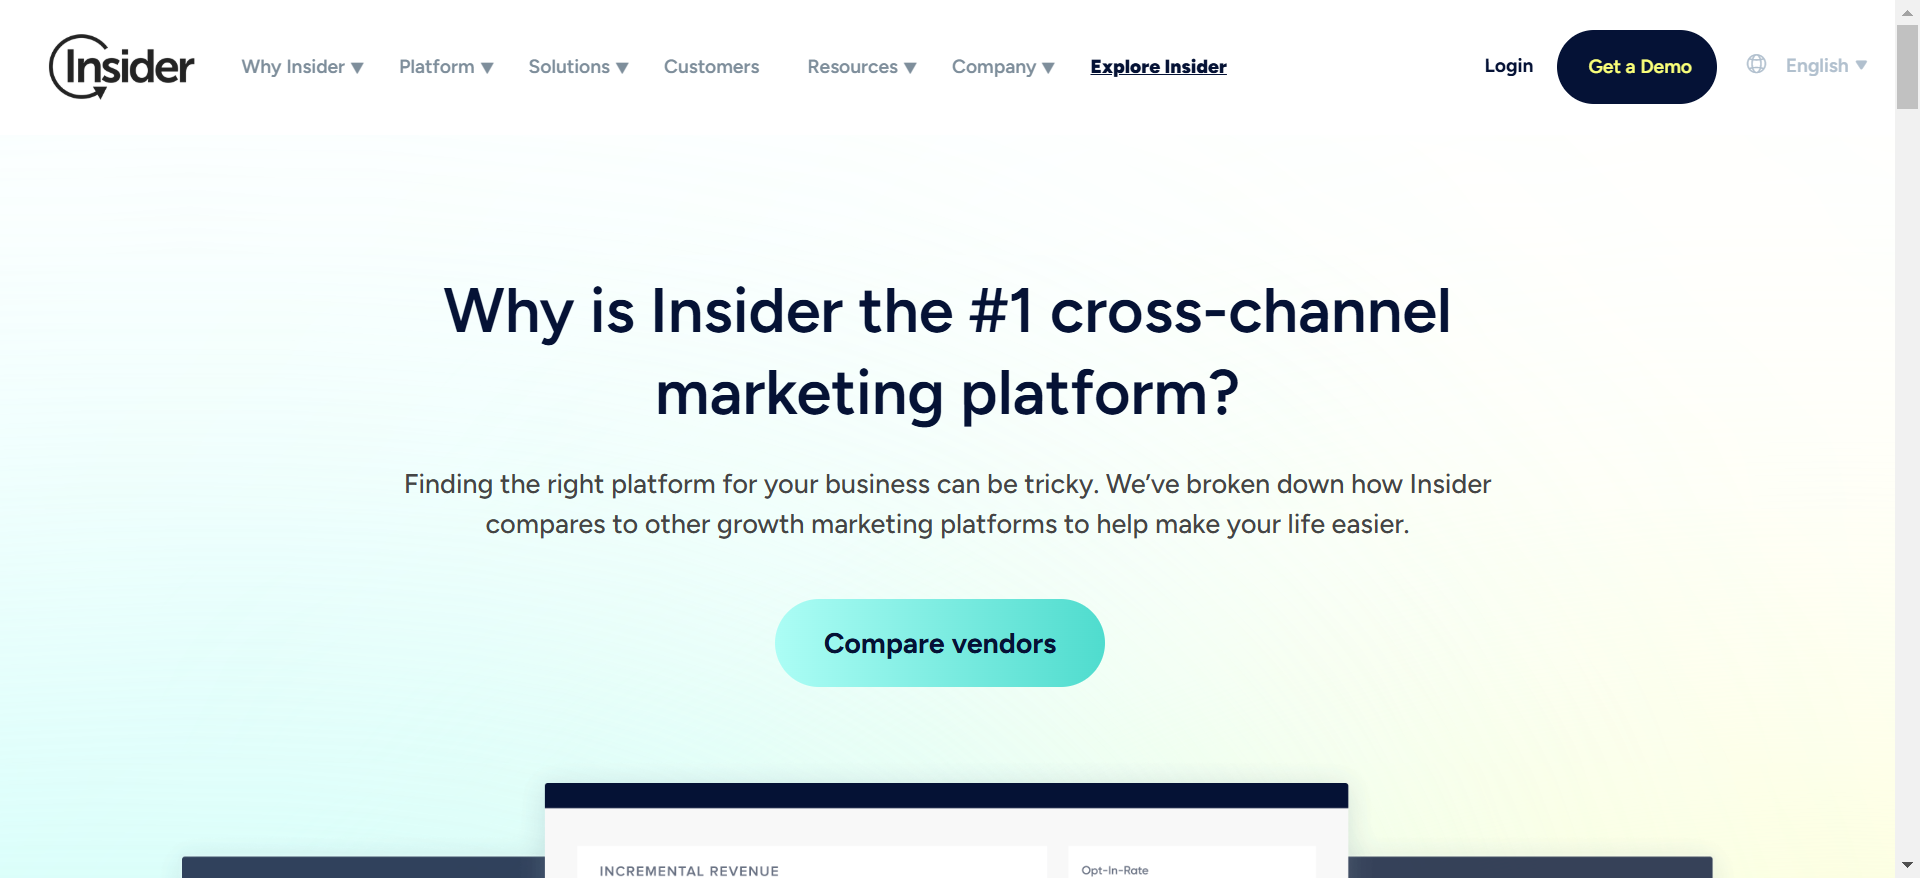 Insider
Why Insider ▼ Platform ▼ Solutions ▼ Customers Resources ▼ Company ▼ Explore Insider Login Get a Demo English ▼
Why is Insider the #1 cross-channel
marketing platform?
Finding the right platform for your business can be tricky. We’ve broken down how Insider
compares to other growth marketing platforms to help make your life easier.
Compare vendors
INCREMENTAL REVENUE Opt-In-Rate